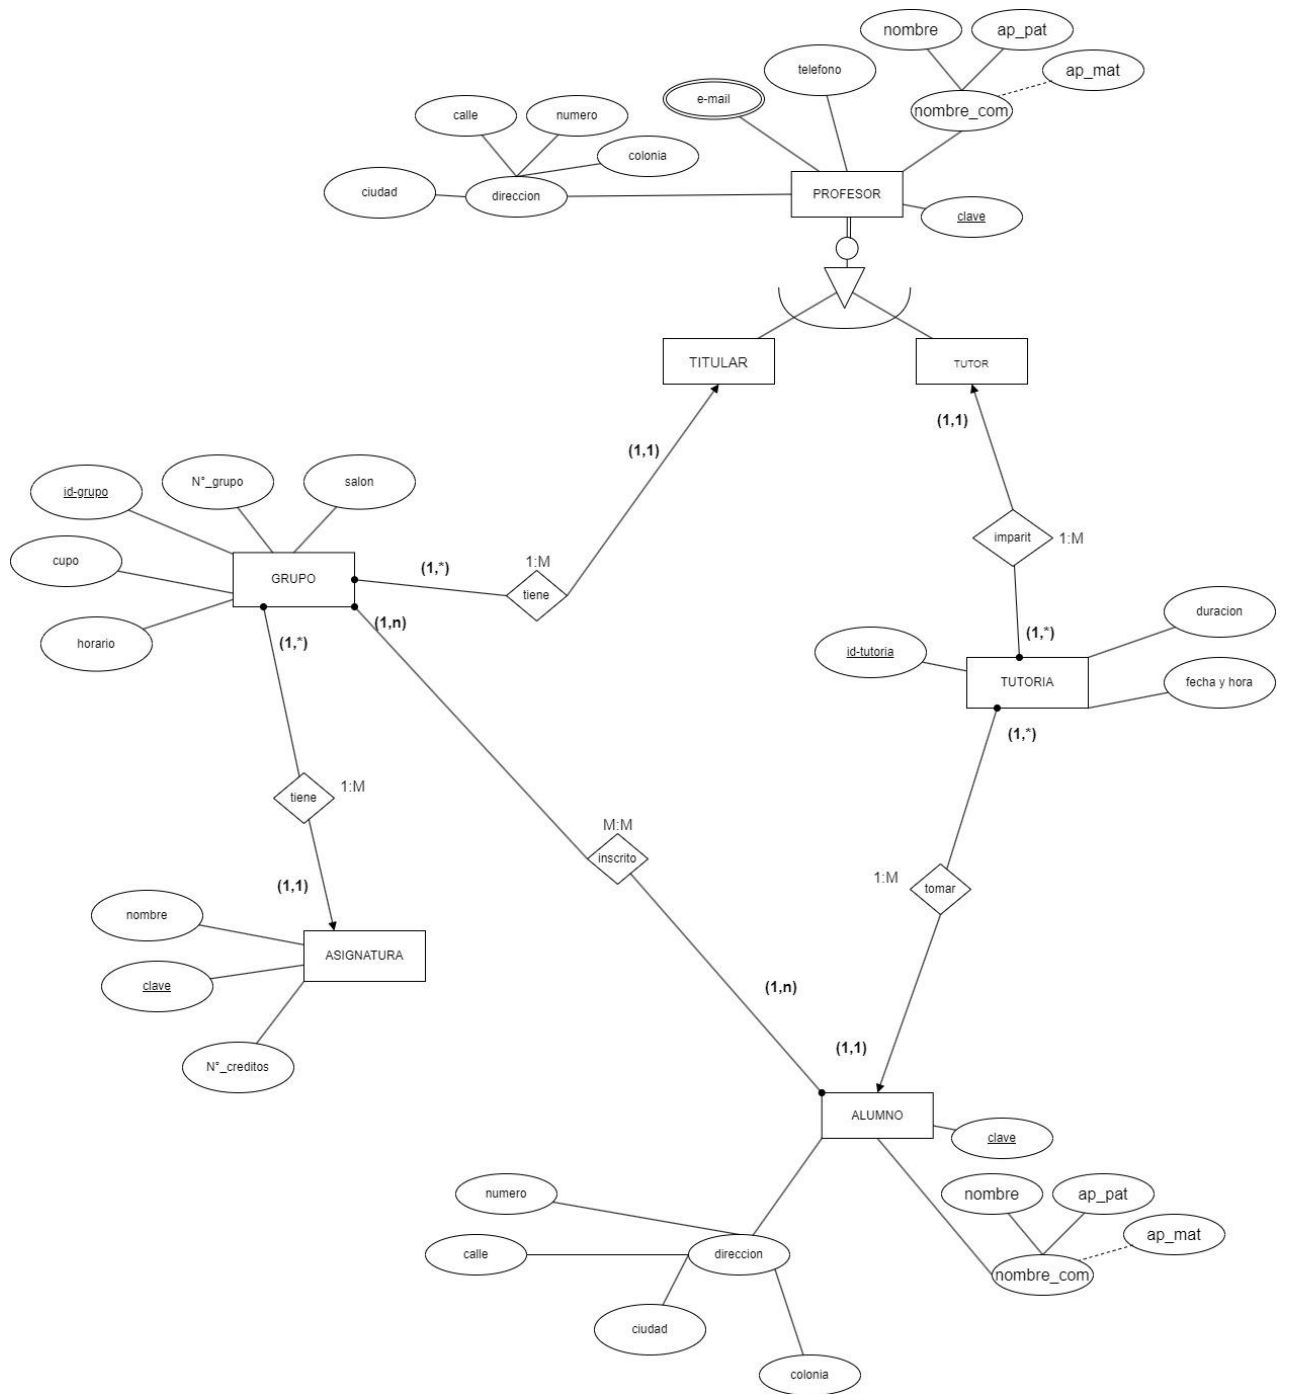 nombre
ap_pat
ap_mat
telefono
e-mail
nombre_com
calle
numero
colonia
ciudad
direccion
PROFESOR
clave
TITULAR
TUTOR
(1,1)
(1,1)
id-grupo
N°_grupo
salon
cupo
GRUPO
horario
(1,*)
1:M
tiene
(1,*)
(1,n)
imparit
1:M
(1,*)
duracion
id-tutoria
TUTORIA
fecha y hora
(1,*)
tiene
1:M
M:M
inscrito
1:M
tomar
(1,1)
nombre
ASIGNATURA
clave
N°_creditos
(1,n)
(1,1)
ALUMNO
clave
numero
nombre
ap_pat
ap_mat
calle
direccion
nombre_com
ciudad
colonia